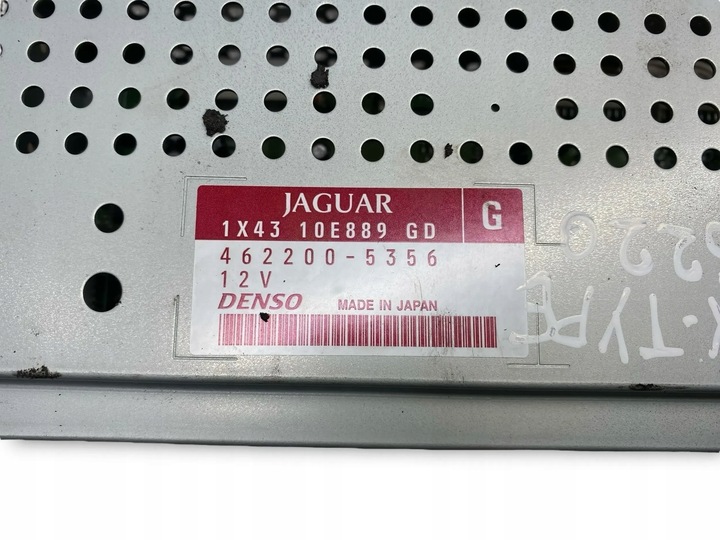 JAGUAR
G
1X43 10E889 GD
462200-5356
12V
DENSO MADE IN JAPAN
X-TYPE